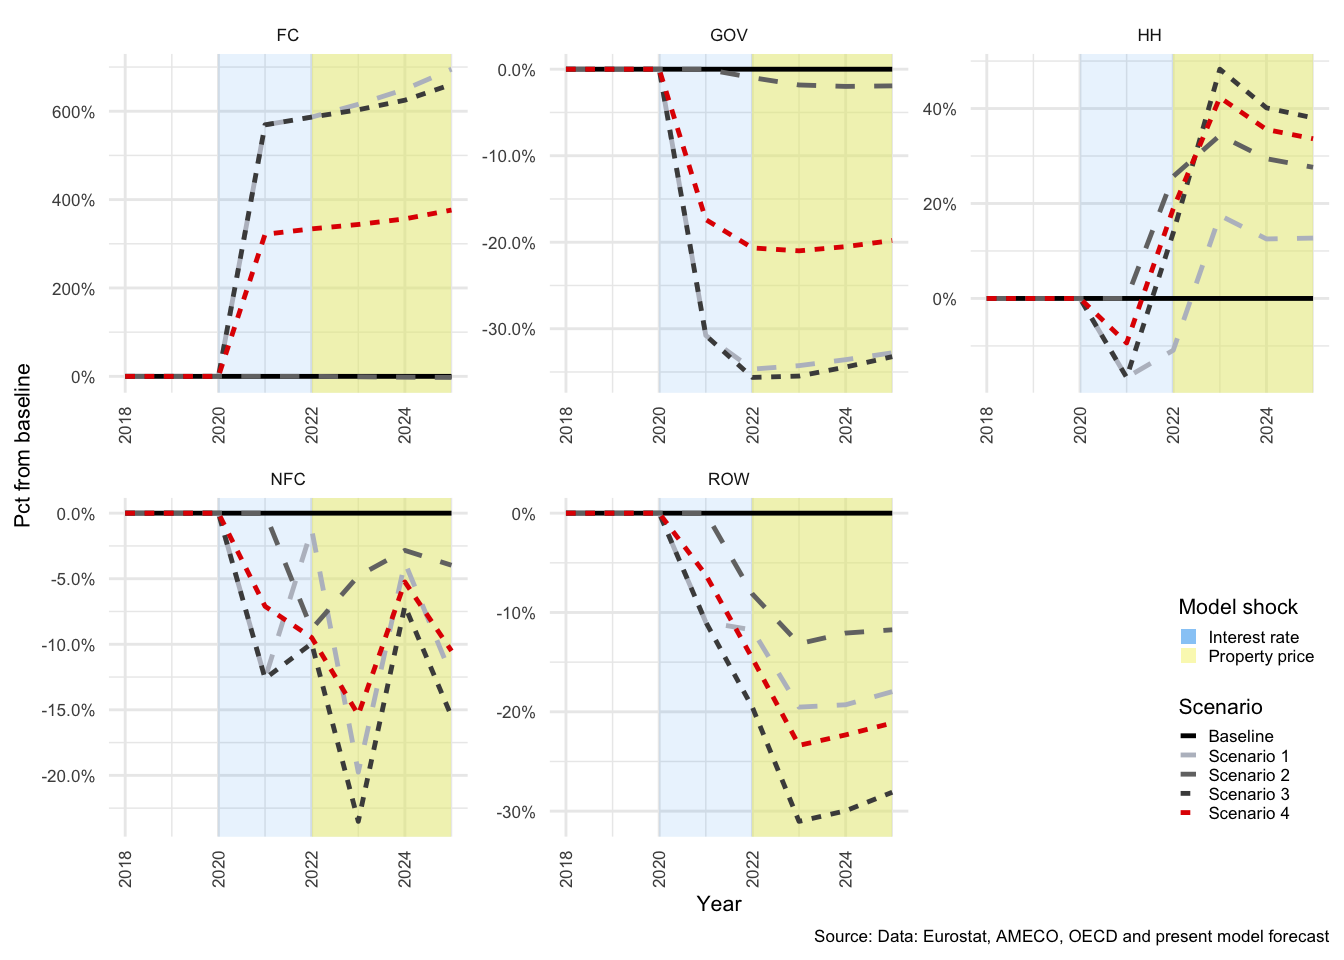 FC
GOV
HH
600%
400%
200%
0%
0.0%
-10.0%
-20.0%
-30.0%
40%
20%
0%
2018
2020
2022
2024
2018
2020
2022
2024
2018
2020
2022
2024
Pct from baseline
NFC
ROW
0.0%
-5.0%
-10.0%
-15.0%
-20.0%
0%
-10%
-20%
-30%
2018
2020
2022
2024
2018
2020
2022
2024
Year
Model shock
Interest rate
Property price
Scenario
Baseline
Scenario 1
Scenario 2
Scenario 3
Scenario 4
Source: Data: Eurostat, AMECO, OECD and present model forecast